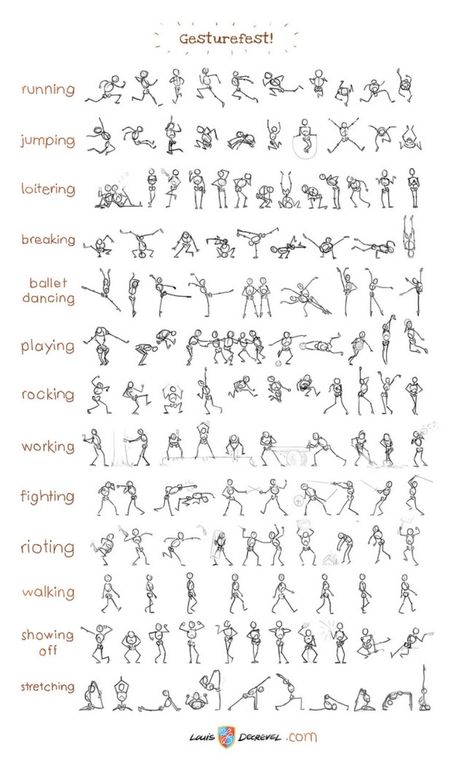 Gesturefest!
running
jumping
loitering
breaking
ballet
dancing
playing
rocking
working
fighting
rioting
walking
showing
off
stretching
LOUIS DECREVEL .com